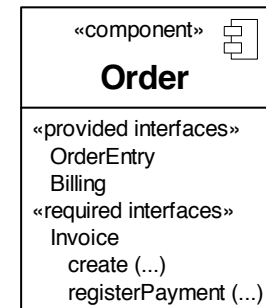 «component»
Order
«provided interfaces»
OrderEntry
Billing
«required interfaces»
Invoice
create (...)
registerPayment (...)